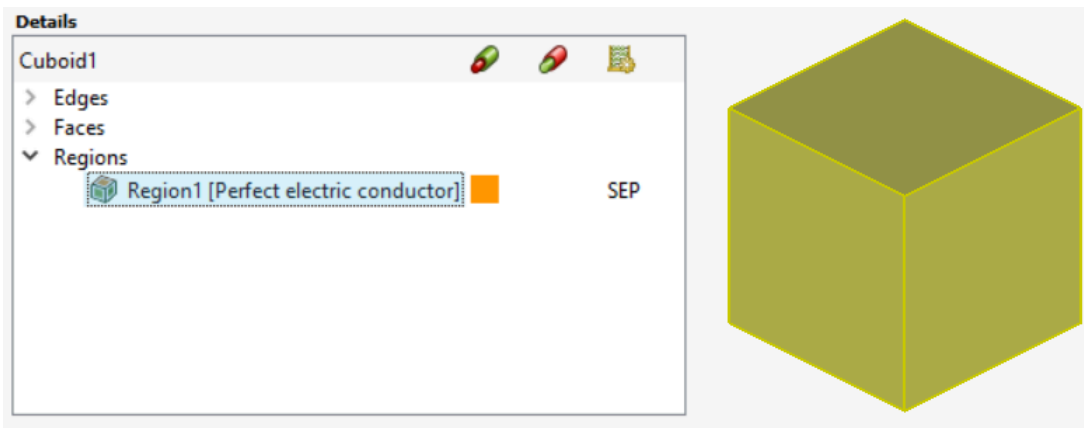 Details
Cuboid1
Edges
Faces
Regions
Region1 [Perfect electric conductor] SEP